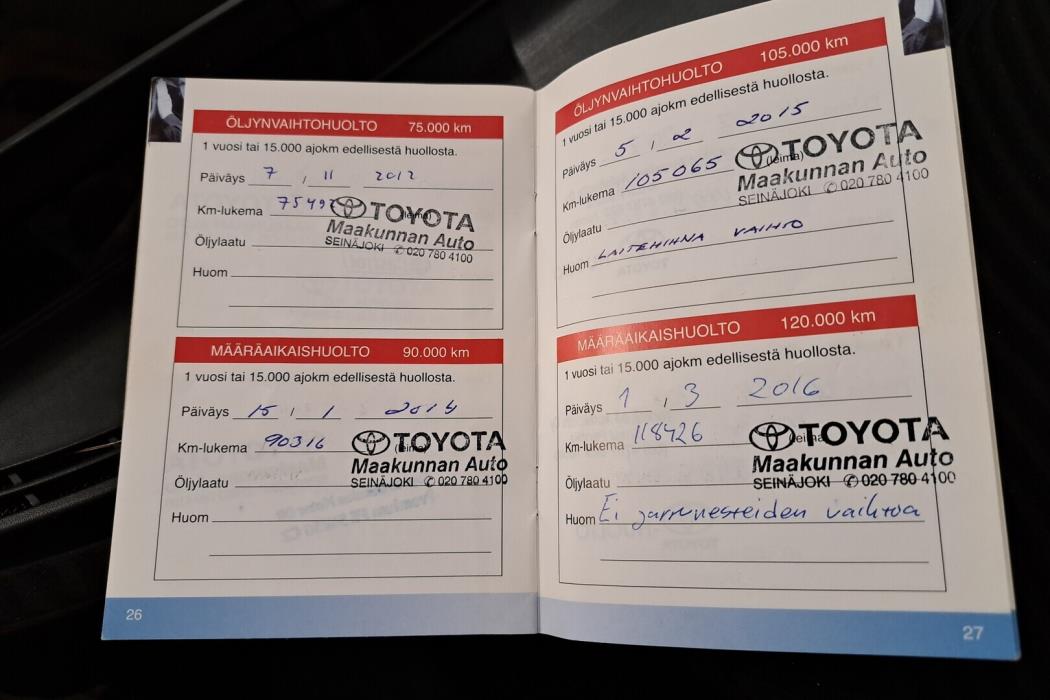 ÖLJYNVAIHTOHUOLTO 75.000 km
1 vuosi tai 15.000 ajokm edellisestä huollosta.
Päiväys 7 / 11 2012
Km-lukema 75497 (leima) TOYOTA
Maakunnan Auto
Öljylaatu SEINÄJOKI ✆ 020 780 4100
Huom
MÄÄRÄAIKAISHUOLTO 90.000 km
1 vuosi tai 15.000 ajokm edellisestä huollosta.
Päiväys 15 / 1 2014
Km-lukema 90316 (leima) TOYOTA
Maakunnan Auto
Öljylaatu SEINÄJOKI ✆ 020 780 4100
Huom
26
ÖLJYNVAIHTOHUOLTO 105.000 km
1 vuosi tai 15.000 ajokm edellisestä huollosta.
Päiväys 5 / 2 2015
Km-lukema 105065 (leima) TOYOTA
Maakunnan Auto
Öljylaatu SEINÄJOKI ✆ 020 780 4100
Huom LAITEHIHNA VAIHTO
MÄÄRÄAIKAISHUOLTO 120.000 km
1 vuosi tai 15.000 ajokm edellisestä huollosta.
Päiväys 1 / 3 2016
Km-lukema 118426 (leima) TOYOTA
Maakunnan Auto
Öljylaatu SEINÄJOKI ✆ 020 780 4100
Huom Ei jarrunesteiden vaihtoa
27